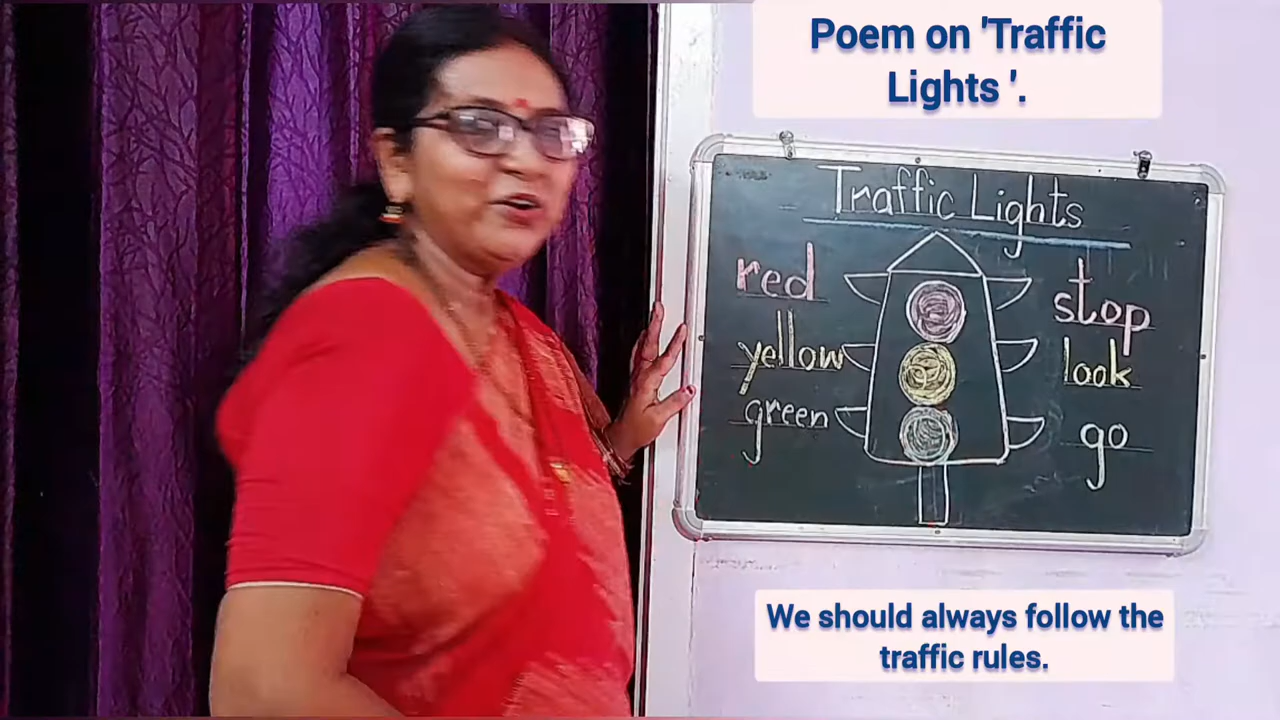 Poem on 'Traffic
Lights '.
Traffic Lights
red
stop
yellow
look
green
go
We should always follow the
traffic rules.